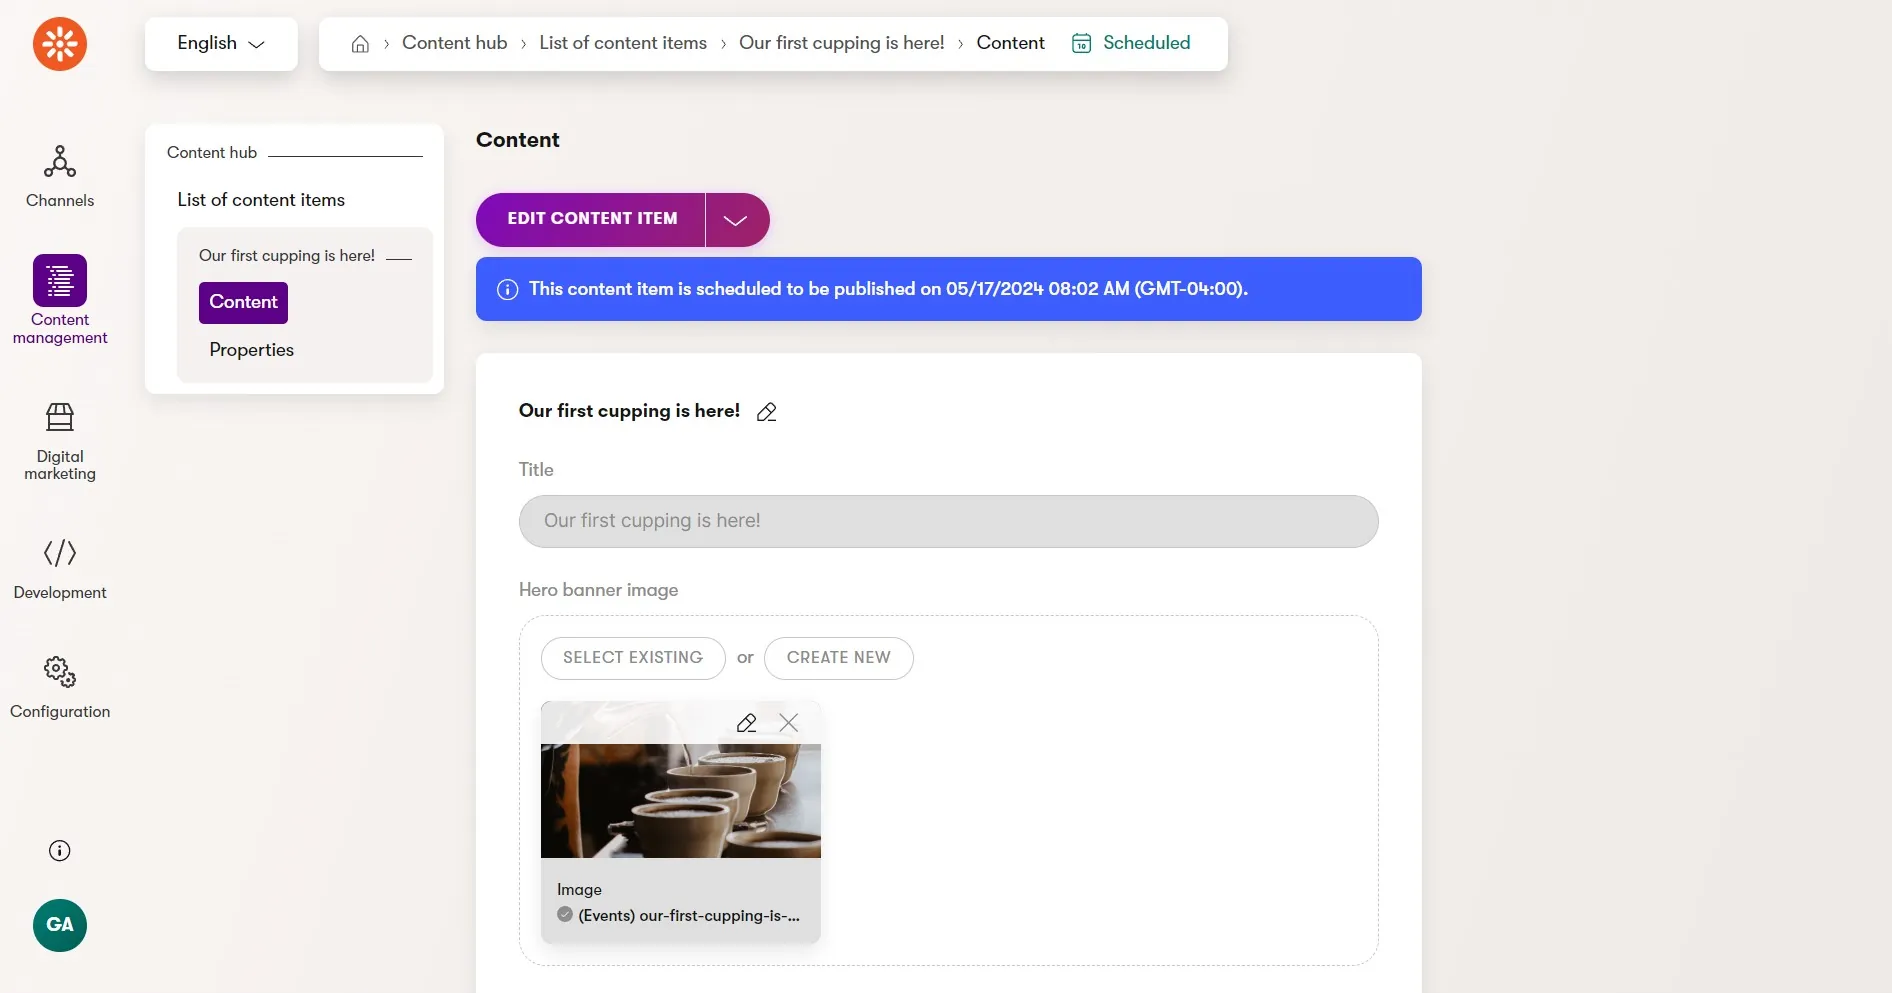 English
Content hub
List of content items
Our first cupping is here!
Content
10
Scheduled
Channels
Content
management
Digital
marketing
Development
Configuration
GA
Content hub
List of content items
Our first cupping is here!
Content
Properties
Content
EDIT CONTENT ITEM
This content item is scheduled to be published on 05/17/2024 08:02 AM (GMT-04:00).
Our first cupping is here!
Title
Our first cupping is here!
Hero banner image
SELECT EXISTING or CREATE NEW
Image
(Events) our-first-cupping-is-...